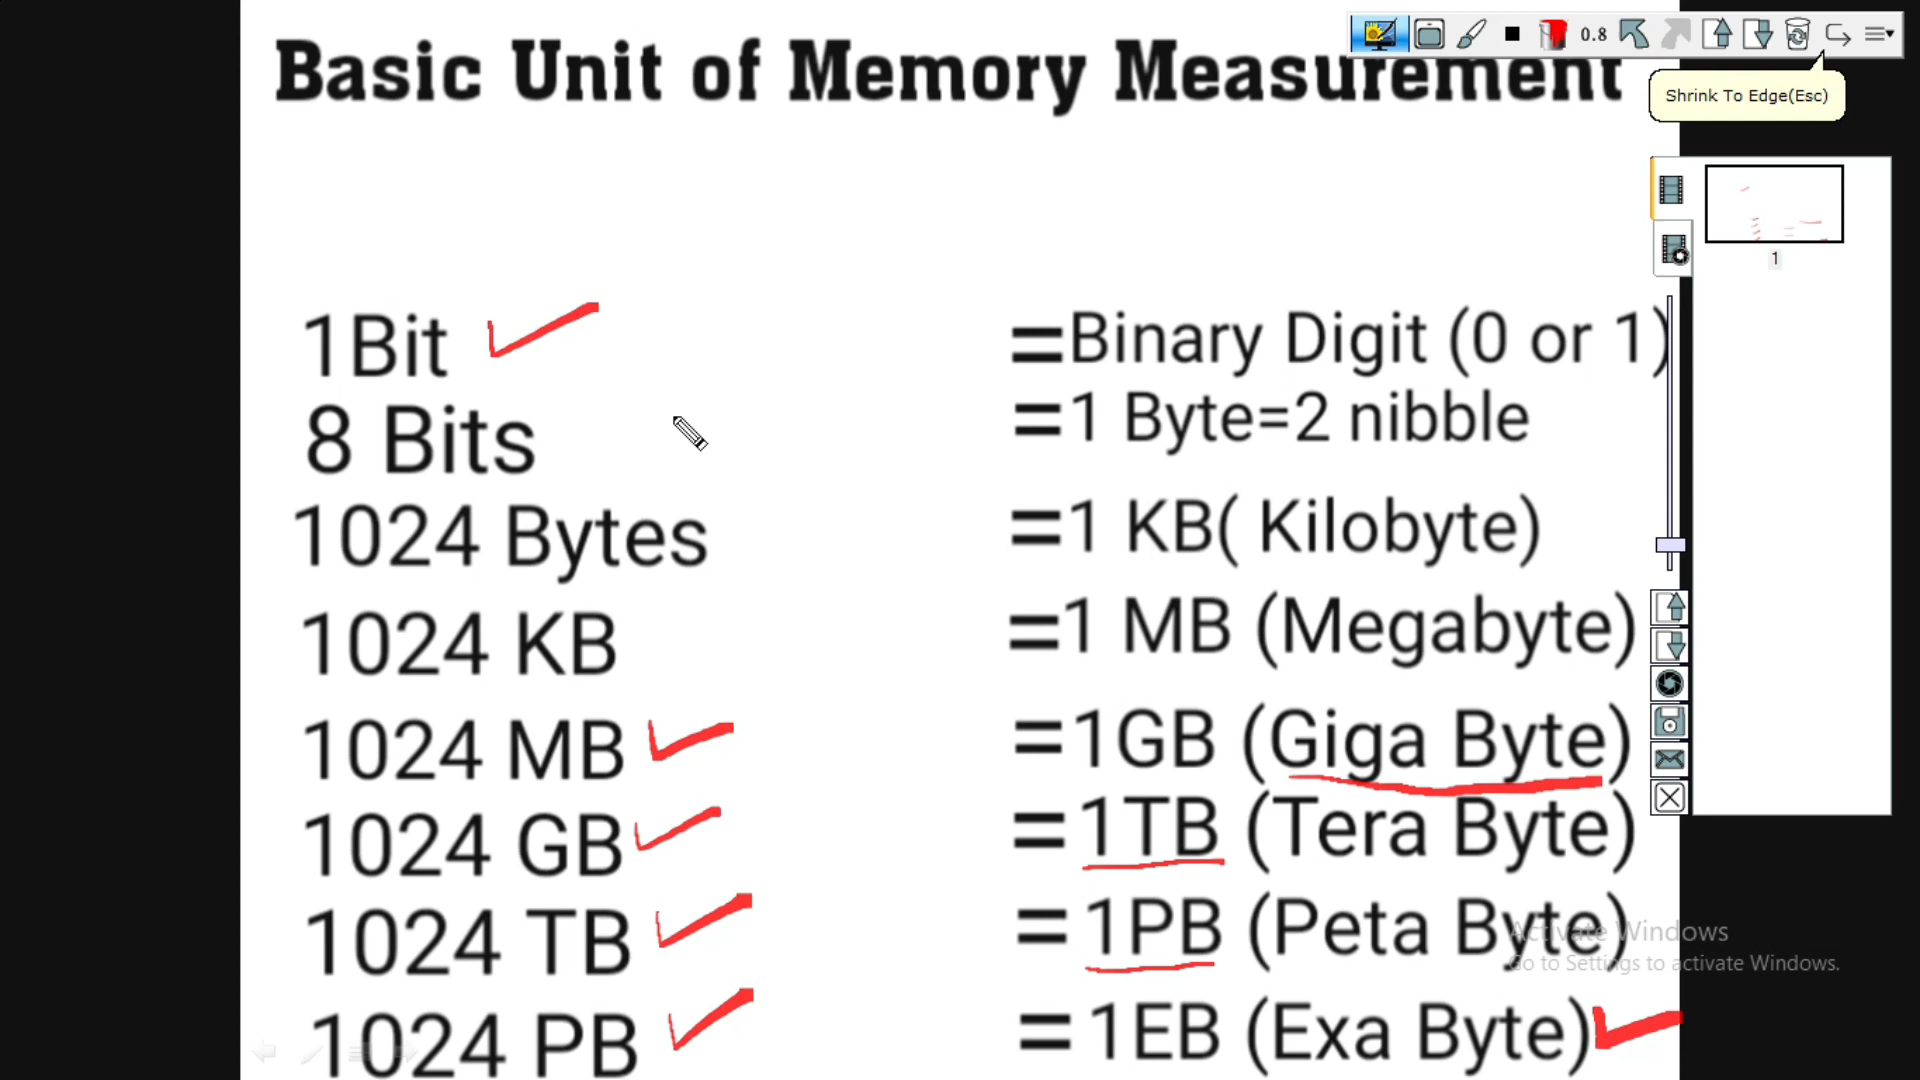 Basic Unit of Memory Measurement
0.8
Shrink To Edge(Esc)
1
1Bit =Binary Digit (0 or 1)
8 Bits =1 Byte=2 nibble
1024 Bytes =1 KB( Kilobyte)
1024 KB =1 MB (Megabyte)
1024 MB =1GB (Giga Byte)
1024 GB = 1TB (Tera Byte)
1024 TB = 1PB (Peta Byte)
Activate Windows
Go to Settings to activate Windows.
1024 PB = 1EB (Exa Byte)